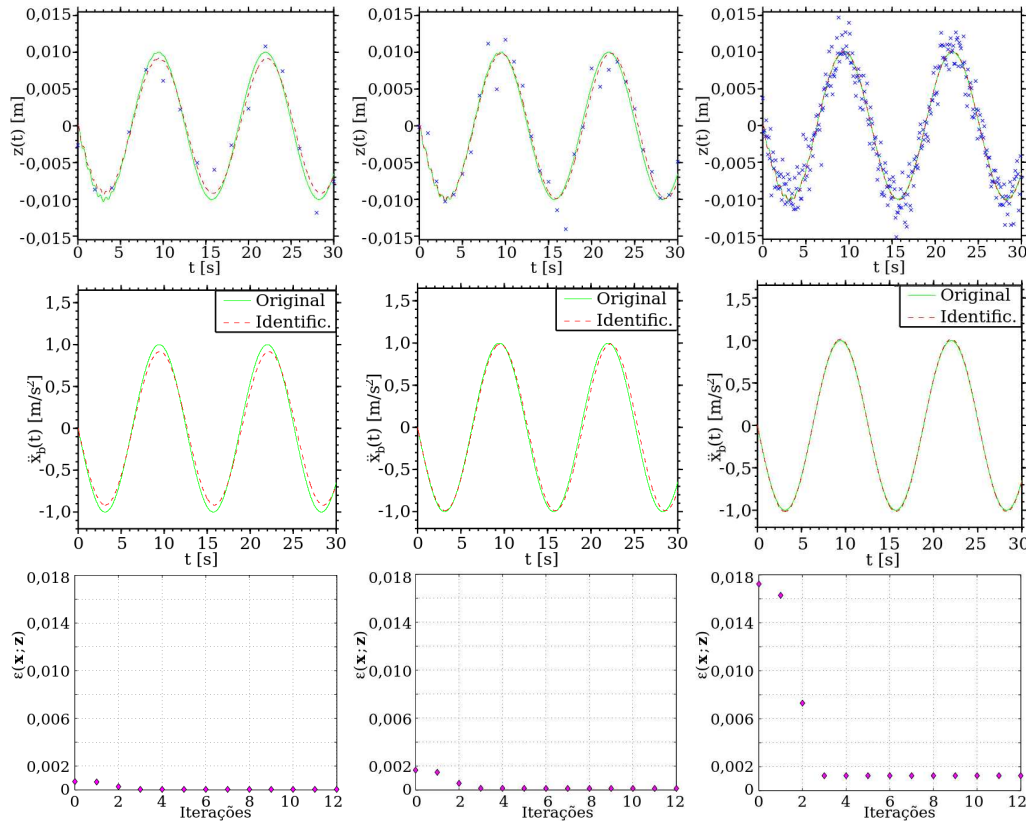 0,015
0,010
0,005
0
-0,005
-0,010
-0,015
z(t) [m]
0 5 10 15 20 25 30
t [s]
0,015
0,010
0,005
0
-0,005
-0,010
-0,015
z(t) [m]
0 5 10 15 20 25 30
t [s]
0,015
0,010
0,005
0
-0,005
-0,010
-0,015
z(t) [m]
0 5 10 15 20 25 30
t [s]
Original
Identific.
1,5
1,0
0,5
0
-0,5
-1,0
ẍb(t) [m/s²]
0 5 10 15 20 25 30
t [s]
Original
Identific.
1,5
1,0
0,5
0
-0,5
-1,0
ẍb(t) [m/s²]
0 5 10 15 20 25 30
t [s]
Original
Identific.
1,5
1,0
0,5
0
-0,5
-1,0
ẍb(t) [m/s²]
0 5 10 15 20 25 30
t [s]
0,018
0,014
0,01
0,006
0,002
0
ε(x;z)
0 2 4 6 8 10 12
Iterações
0,018
0,014
0,01
0,006
0,002
0
ε(x;z)
0 2 4 6 8 10 12
Iterações
0,018
0,014
0,01
0,006
0,002
0
ε(x;z)
0 2 4 6 8 10 12
Iterações